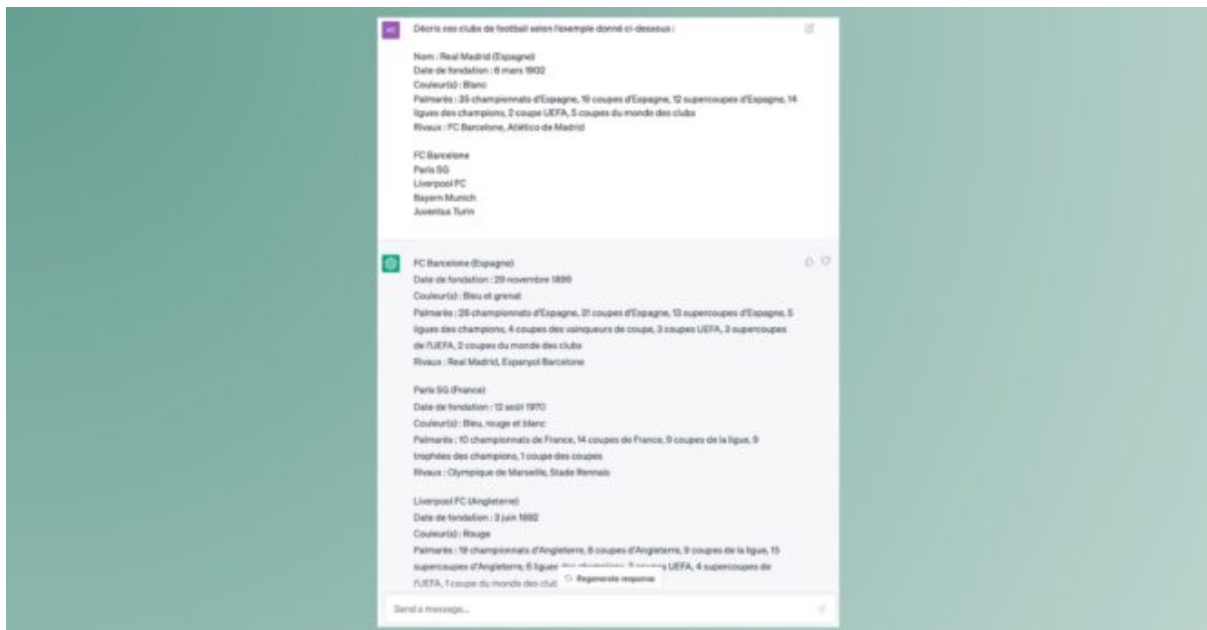 Décris ces clubs de football selon l'exemple donné ci-dessous :
Nom : Real Madrid (Espagne)
Date de fondation : 6 mars 1902
Couleur(s) : Blanc
Palmarès : 35 championnats d'Espagne, 19 coupes d'Espagne, 12 supercoupes d'Espagne, 14
ligues des champions, 2 coupe UEFA, 5 coupes du monde des clubs
Rivaux : FC Barcelone, Atlético de Madrid
FC Barcelone
Paris SG
Liverpool FC
Bayern Munich
Juventus Turin
FC Barcelone (Espagne)
Date de fondation : 29 novembre 1899
Couleur(s) : Bleu et grenat
Palmarès : 26 championnats d'Espagne, 31 coupes d'Espagne, 13 supercoupes d'Espagne, 5
ligues des champions, 4 coupes des vainqueurs de coupe, 3 coupes UEFA, 3 supercoupes
de l'UEFA, 2 coupes du monde des clubs
Rivaux : Real Madrid, Espanyol Barcelone
Paris SG (France)
Date de fondation : 12 août 1970
Couleur(s) : Bleu, rouge et blanc
Palmarès : 10 championnats de France, 14 coupes de France, 9 coupes de la ligue, 9
trophées des champions, 1 coupe des coupes
Rivaux : Olympique de Marseille, Stade Rennais
Liverpool FC (Angleterre)
Date de fondation : 3 juin 1892
Couleur(s) : Rouge
Palmarès : 19 championnats d'Angleterre, 8 coupes d'Angleterre, 9 coupes de la ligue, 15
supercoupes d'Angleterre, 6 ligues UEFA, 4 supercoupes de
l'UEFA, 1 coupe du monde des
Regenerate response
Send a message...